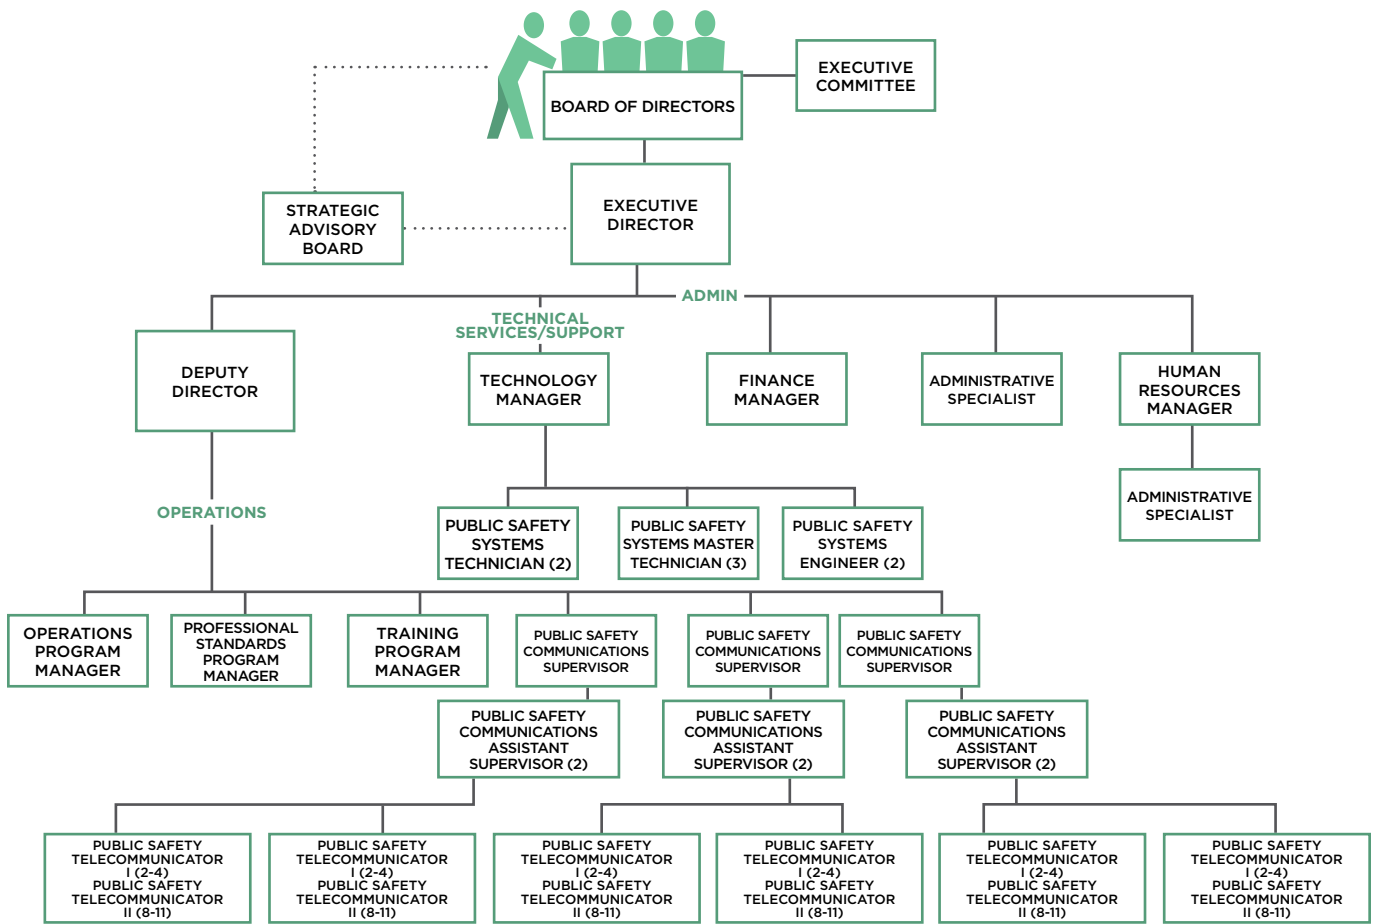 EXECUTIVE
COMMITTEE
BOARD OF DIRECTORS
STRATEGIC
ADVISORY
BOARD
EXECUTIVE
DIRECTOR
ADMIN
TECHNICAL
SERVICES/SUPPORT
DEPUTY
DIRECTOR
TECHNOLOGY
MANAGER
FINANCE
MANAGER
ADMINISTRATIVE
SPECIALIST
HUMAN
RESOURCES
MANAGER
ADMINISTRATIVE
SPECIALIST
OPERATIONS
PUBLIC SAFETY
SYSTEMS
TECHNICIAN (2)
PUBLIC SAFETY
SYSTEMS MASTER
TECHNICIAN (3)
PUBLIC SAFETY
SYSTEMS
ENGINEER (2)
OPERATIONS
PROGRAM
MANAGER
PROFESSIONAL
STANDARDS
PROGRAM
MANAGER
TRAINING
PROGRAM
MANAGER
PUBLIC SAFETY
COMMUNICATIONS
SUPERVISOR
PUBLIC SAFETY
COMMUNICATIONS
SUPERVISOR
PUBLIC SAFETY
COMMUNICATIONS
SUPERVISOR
PUBLIC SAFETY
COMMUNICATIONS
ASSISTANT
SUPERVISOR (2)
PUBLIC SAFETY
COMMUNICATIONS
ASSISTANT
SUPERVISOR (2)
PUBLIC SAFETY
COMMUNICATIONS
ASSISTANT
SUPERVISOR (2)
PUBLIC SAFETY
TELECOMMUNICATOR
I (2-4)
PUBLIC SAFETY
TELECOMMUNICATOR
II (8-11)
PUBLIC SAFETY
TELECOMMUNICATOR
I (2-4)
PUBLIC SAFETY
TELECOMMUNICATOR
II (8-11)
PUBLIC SAFETY
TELECOMMUNICATOR
I (2-4)
PUBLIC SAFETY
TELECOMMUNICATOR
II (8-11)
PUBLIC SAFETY
TELECOMMUNICATOR
I (2-4)
PUBLIC SAFETY
TELECOMMUNICATOR
II (8-11)
PUBLIC SAFETY
TELECOMMUNICATOR
I (2-4)
PUBLIC SAFETY
TELECOMMUNICATOR
II (8-11)
PUBLIC SAFETY
TELECOMMUNICATOR
I (2-4)
PUBLIC SAFETY
TELECOMMUNICATOR
II (8-11)